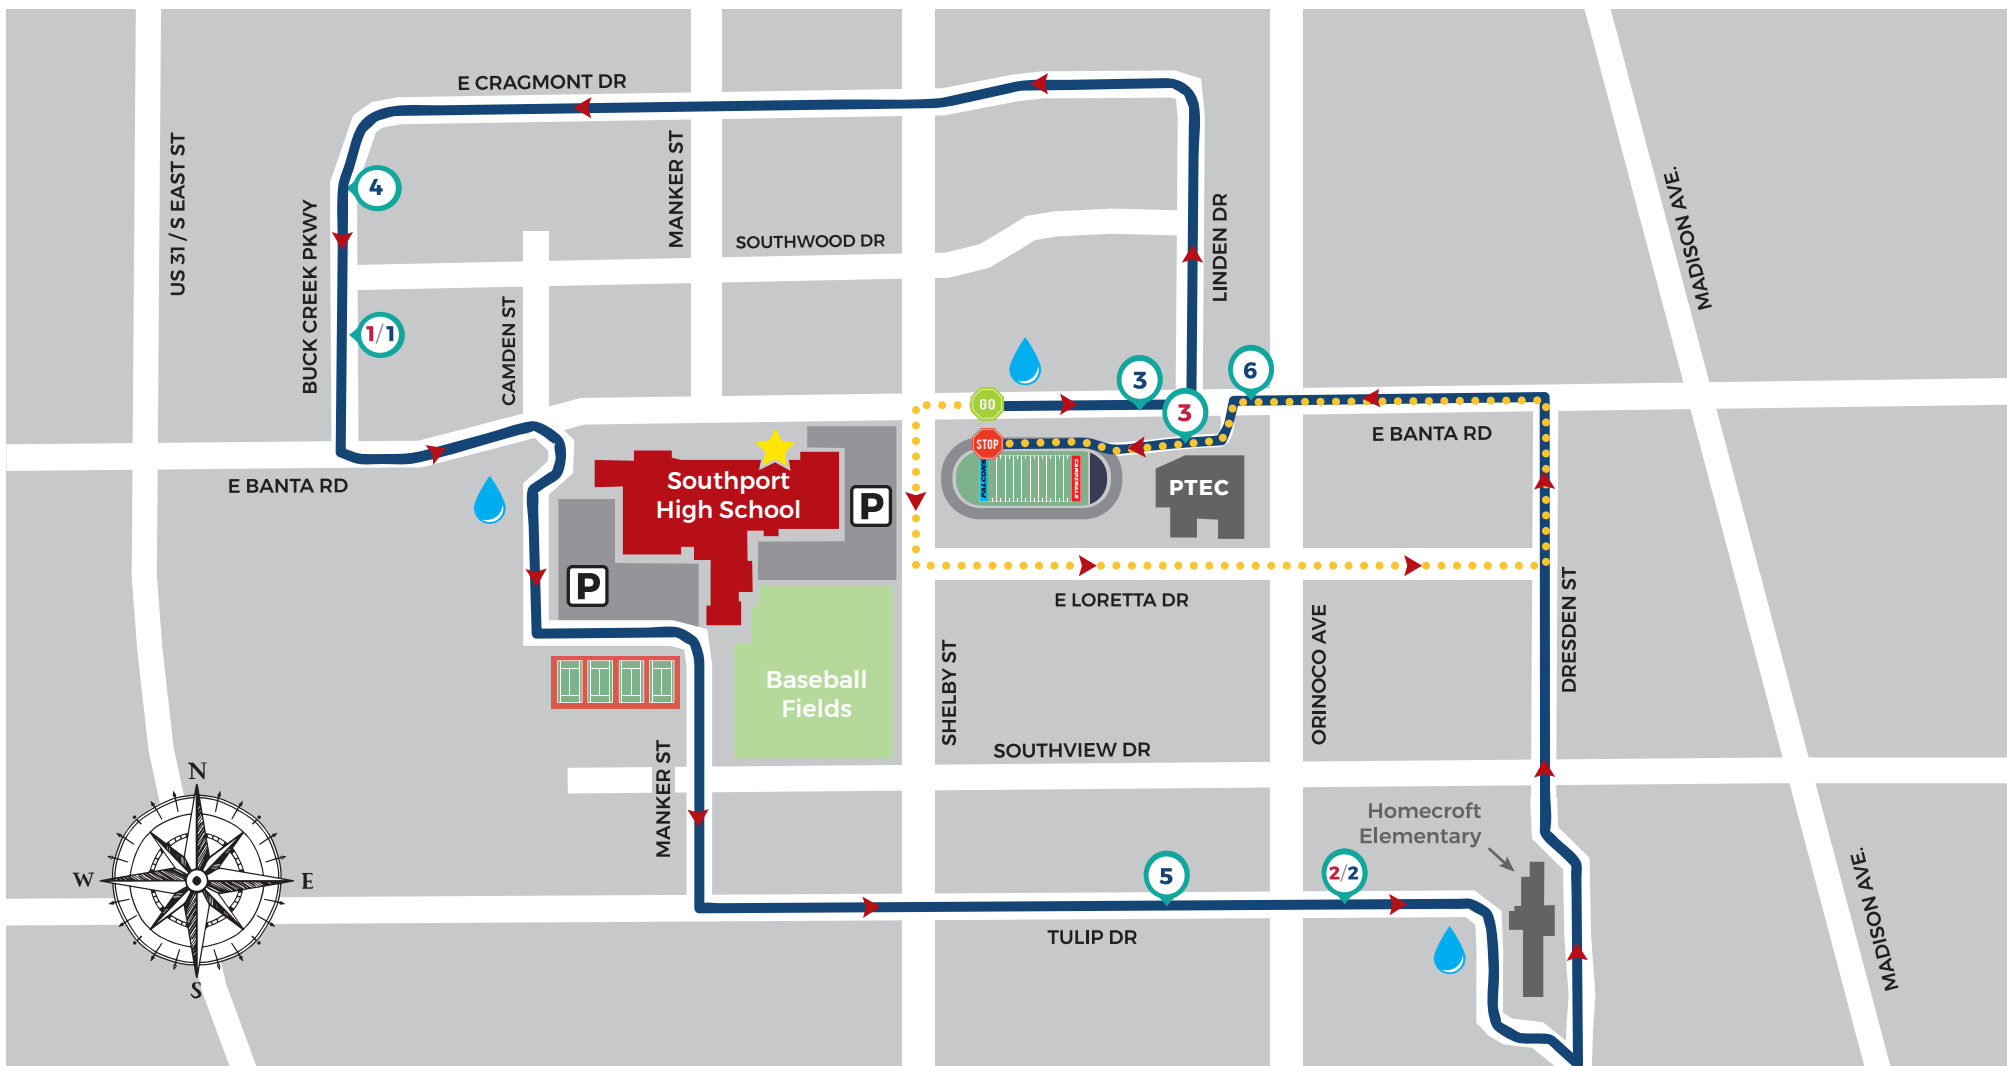 E CRAGMONT DR
US 31 / S EAST ST
MANKER ST
MADISON AVE.
4
BUCK CREEK PKWY
SOUTHWOOD DR
LINDEN DR
1/1
CAMDEN ST
3
6
GO
3
STOP
E BANTA RD
E BANTA RD
Southport
High School
P
FALCONS
CARDINALS
PTEC
P
E LORETTA DR
DRESDEN ST
ORINOCO AVE
SHELBY ST
Baseball
Fields
SOUTHVIEW DR
MANKER ST
N
W
E
S
Homecroft
Elementary
5
2/2
TULIP DR
MADISON AVE.